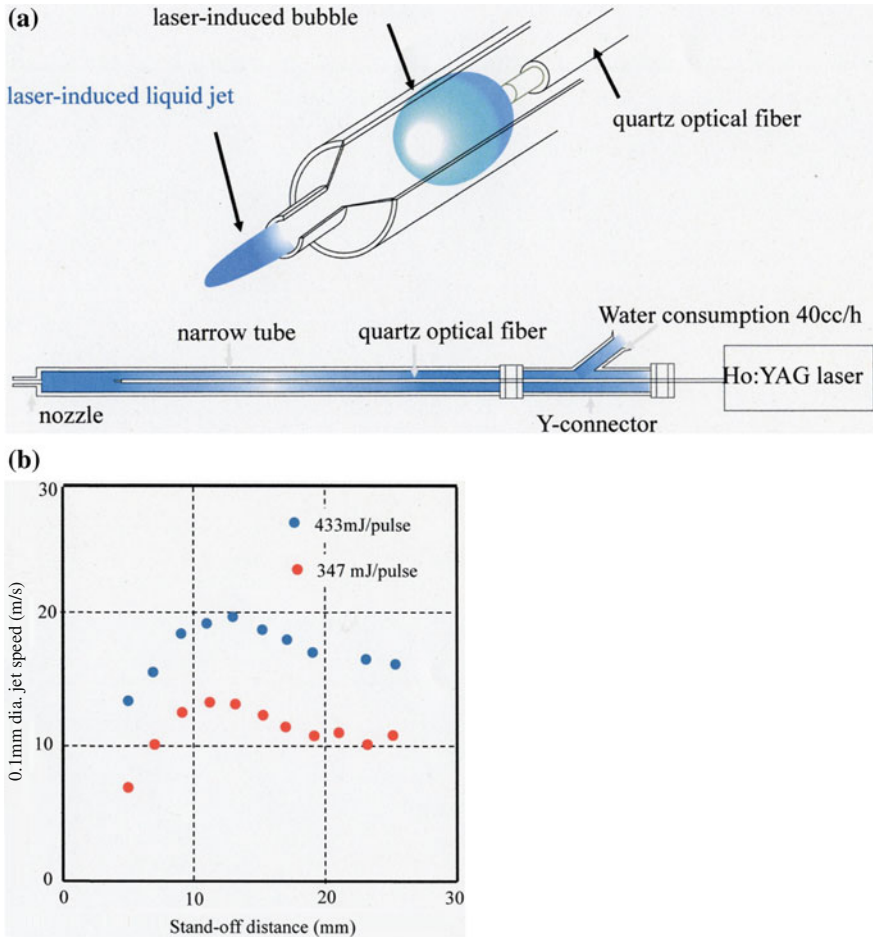 (a)
laser-induced bubble
laser-induced liquid jet
quartz optical fiber
narrow tube
quartz optical fiber
Water consumption 40cc/h
Ho:YAG laser
nozzle
Y-connector
(b)
30
433mJ/pulse
347 mJ/pulse
20
0.1mm dia. jet speed (m/s)
10
0
0
10
20
30
Stand-off distance (mm)